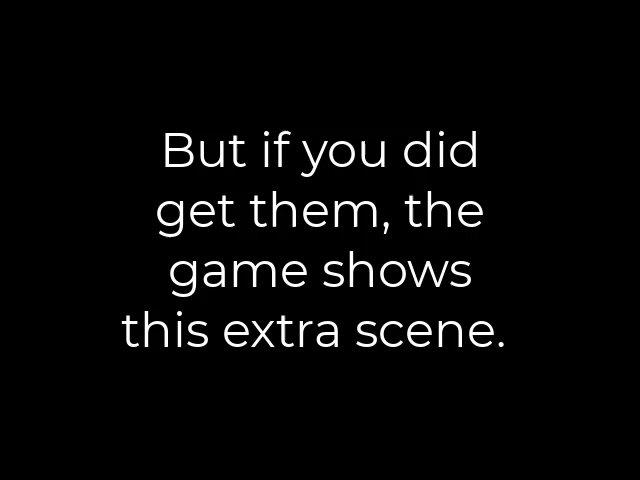 But if you did
get them, the
game shows
this extra scene.